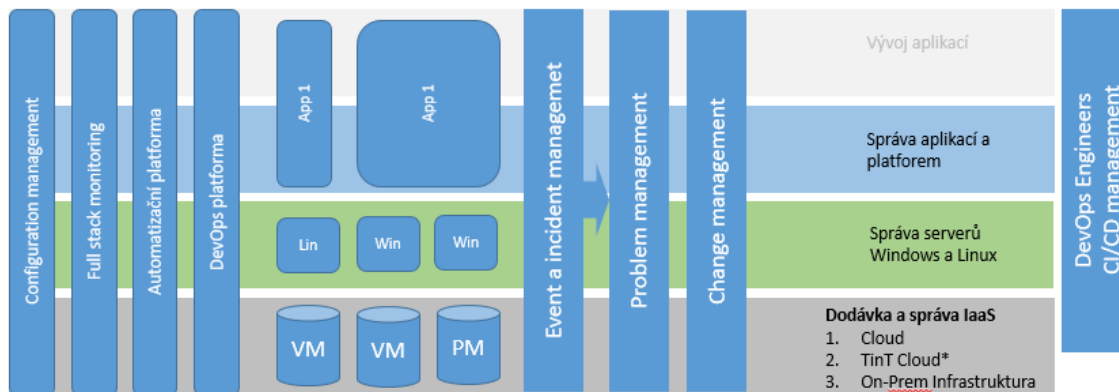 Configuration management
Full stack monitoring
Automatizační platforma
DevOps platforma
App 1
App 1
Lin
Win
Win
VM
VM
PM
Event a incident managemet
Problem management
Change management
Vývoj aplikací
Správa aplikací a
platforem
Správa serverů
Windows a Linux
Dodávka a správa IaaS
1. Cloud
2. TinT Cloud*
3. On-Prem Infrastruktura
DevOps Engineers
CI/CD management